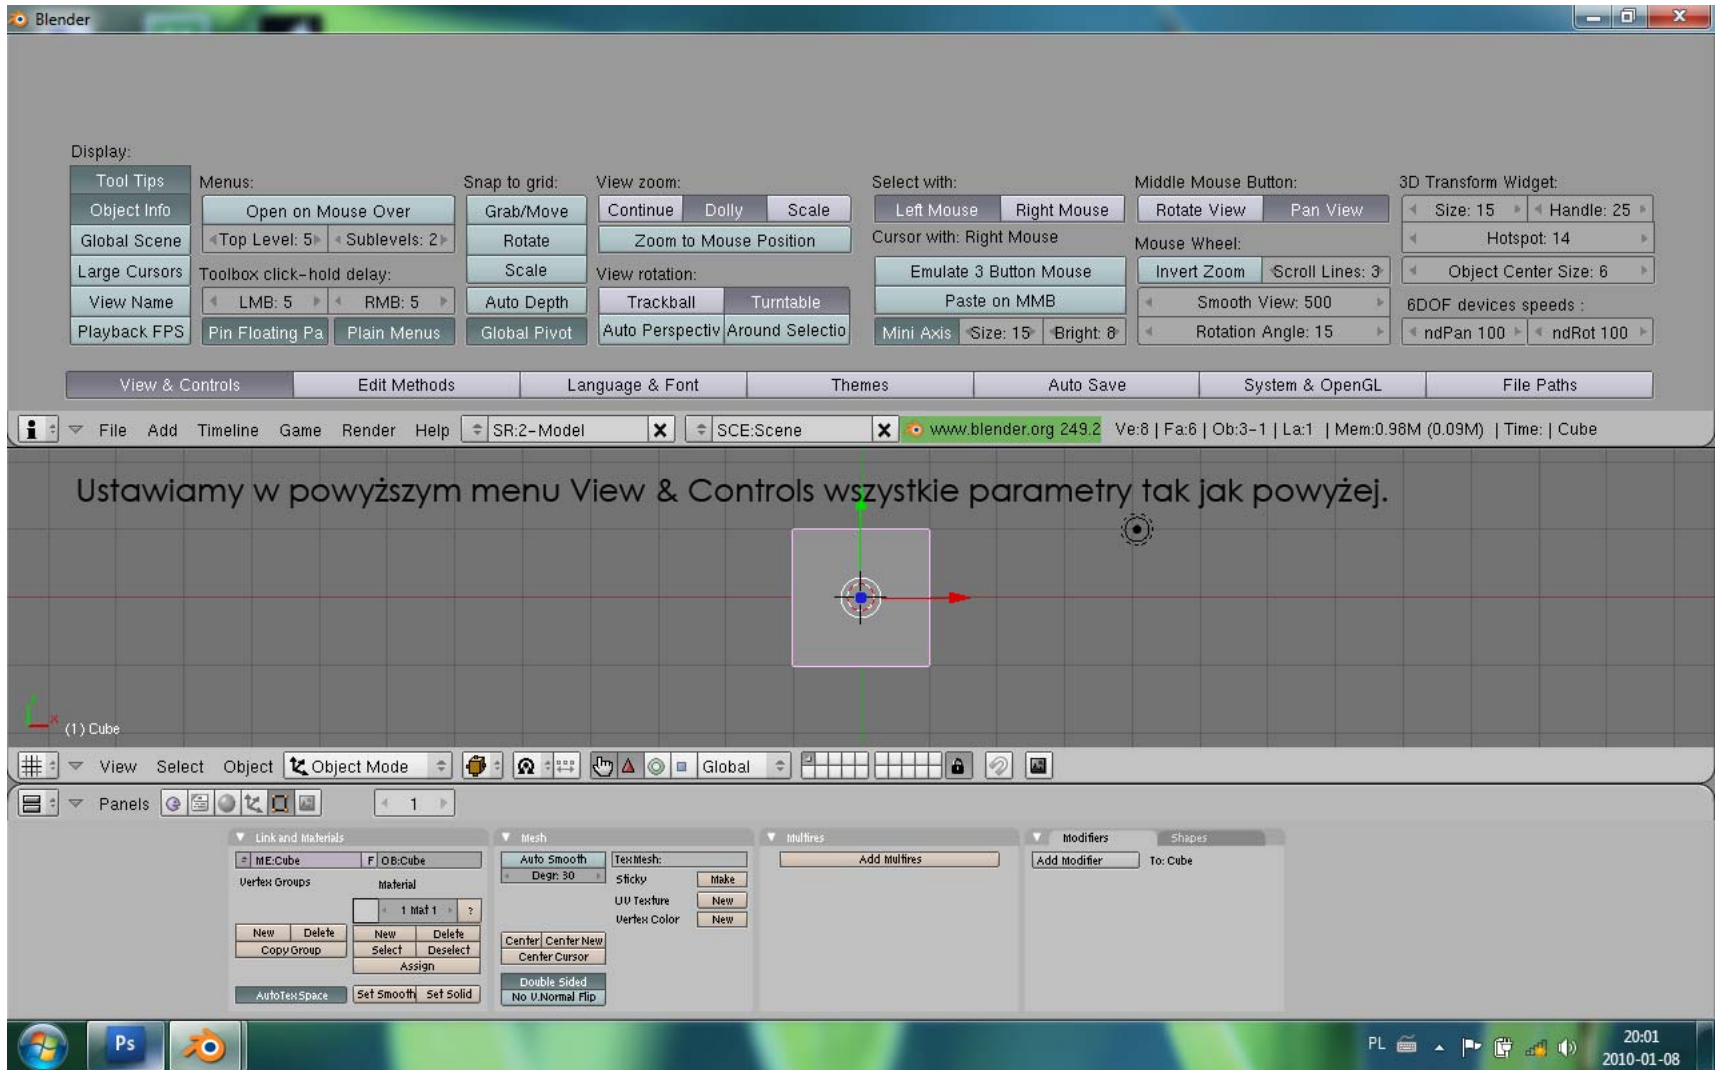 Blender
Display:
Tool Tips
Object Info
Global Scene
Large Cursors
View Name
Playback FPS
Menus:
Open on Mouse Over
Top Level: 5 Sublevels: 2
Toolbox click-hold delay:
LMB: 5 RMB: 5
Pin Floating Pa Plain Menus
Snap to grid:
Grab/Move
Rotate
Scale
Auto Depth
Global Pivot
View zoom:
Continue Dolly Scale
Zoom to Mouse Position
View rotation:
Trackball Turntable
Auto Perspectiv Around Selectio
Select with:
Left Mouse Right Mouse
Cursor with: Right Mouse
Emulate 3 Button Mouse
Paste on MMB
Mini Axis Size: 15 Bright: 8
Middle Mouse Button:
Rotate View Pan View
Mouse Wheel:
Invert Zoom Scroll Lines: 3
Smooth View: 500
Rotation Angle: 15
3D Transform Widget:
Size: 15 Handle: 25
Hotspot: 14
Object Center Size: 6
6DOF devices speeds :
ndPan 100 ndRot 100
View & Controls Edit Methods Language & Font Themes Auto Save System & OpenGL File Paths
File Add Timeline Game Render Help SR:2-Model SCE:Scene www.blender.org 249.2 Ve:8 | Fa:6 | Ob:3-1 | La:1 | Mem:0.98M (0.09M) | Time: | Cube
Ustawiamy w powyższym menu View & Controls wszystkie parametry tak jak powyżej.
x
(1) Cube
View Select Object Object Mode Global
Panels 1
Link and Materials
ME:Cube F OB:Cube
Vertex Groups Material
1 Mat 1 ?
New Delete New Delete
Copy Group Select Deselect
Assign
AutoTexSpace Set Smooth Set Solid
Mesh
Auto Smooth TexMesh:
Degr: 30 Sticky Make
UV Texture New
Vertex Color New
Center Center New
Center Cursor
Double Sided
No V.Normal Flip
Multires
Add Multires
Modifiers Shapes
Add Modifier To: Cube
Ps
PL
20:01
2010-01-08